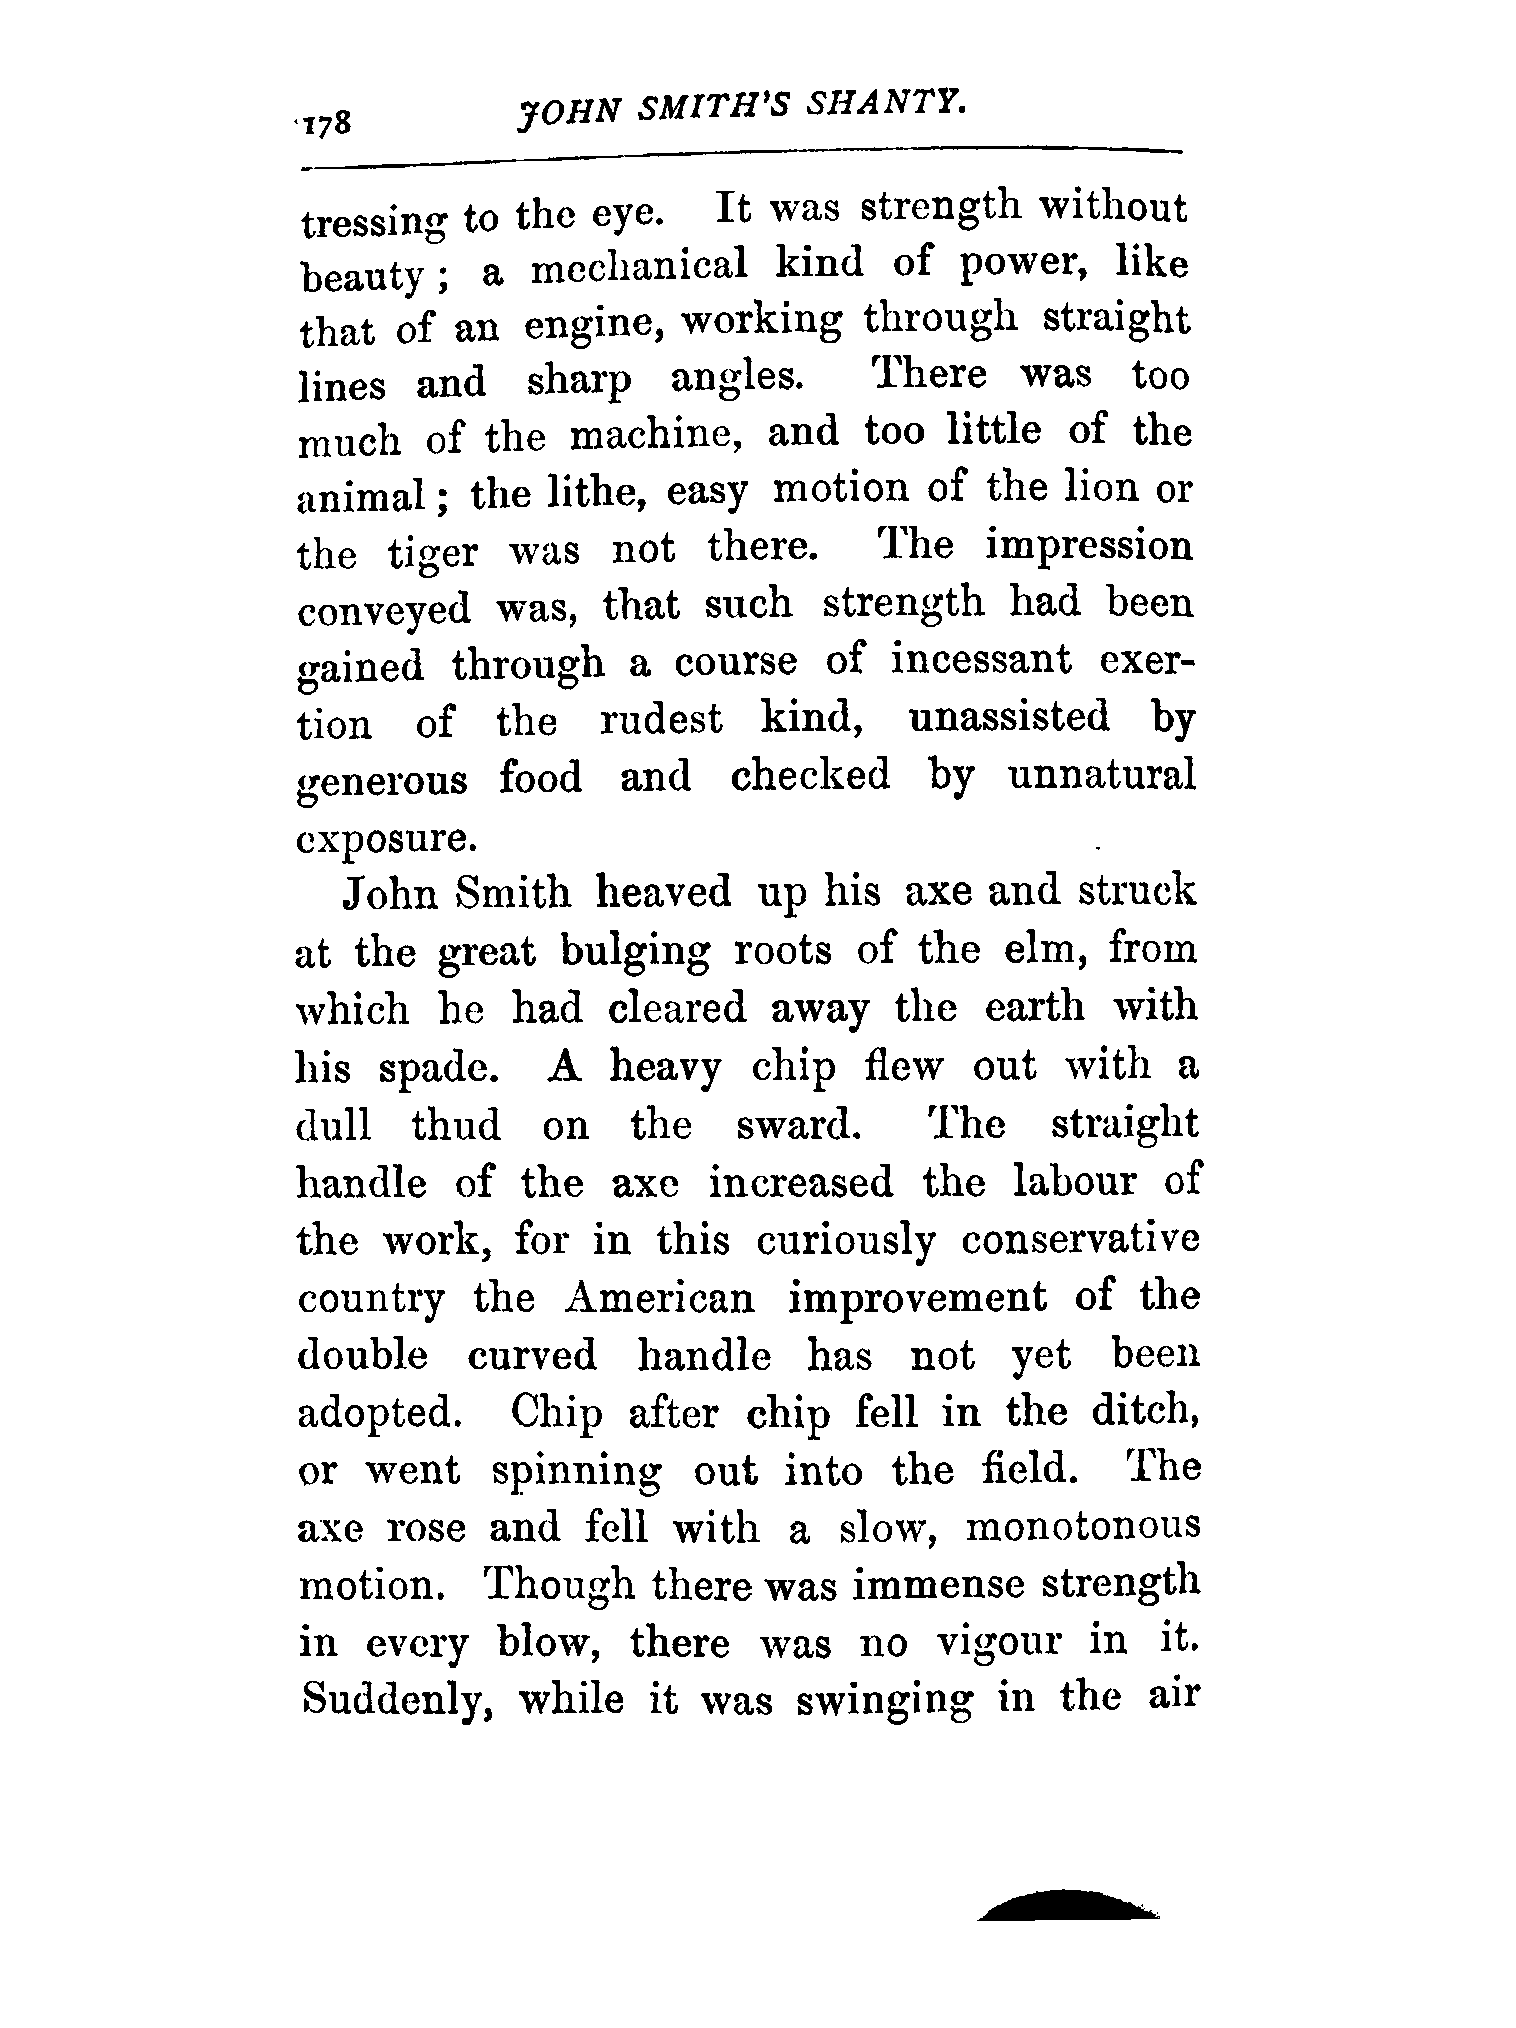 178 JOHN SMITH'S SHANTY.
tressing to the eye. It was strength without
beauty ; a mechanical kind of power, like
that of an engine, working through straight
lines and sharp angles. There was too
much of the machine, and too little of the
animal ; the lithe, easy motion of the lion or
the tiger was not there. The impression
conveyed was, that such strength had been
gained through a course of incessant exer-
tion of the rudest kind, unassisted by
generous food and checked by unnatural
exposure.
John Smith heaved up his axe and struck
at the great bulging roots of the elm, from
which he had cleared away the earth with
his spade. A heavy chip flew out with a
dull thud on the sward. The straight
handle of the axe increased the labour of
the work, for in this curiously conservative
country the American improvement of the
double curved handle has not yet been
adopted. Chip after chip fell in the ditch,
or went spinning out into the field. The
axe rose and fell with a slow, monotonous
motion. Though there was immense strength
in every blow, there was no vigour in it.
Suddenly, while it was swinging in the air